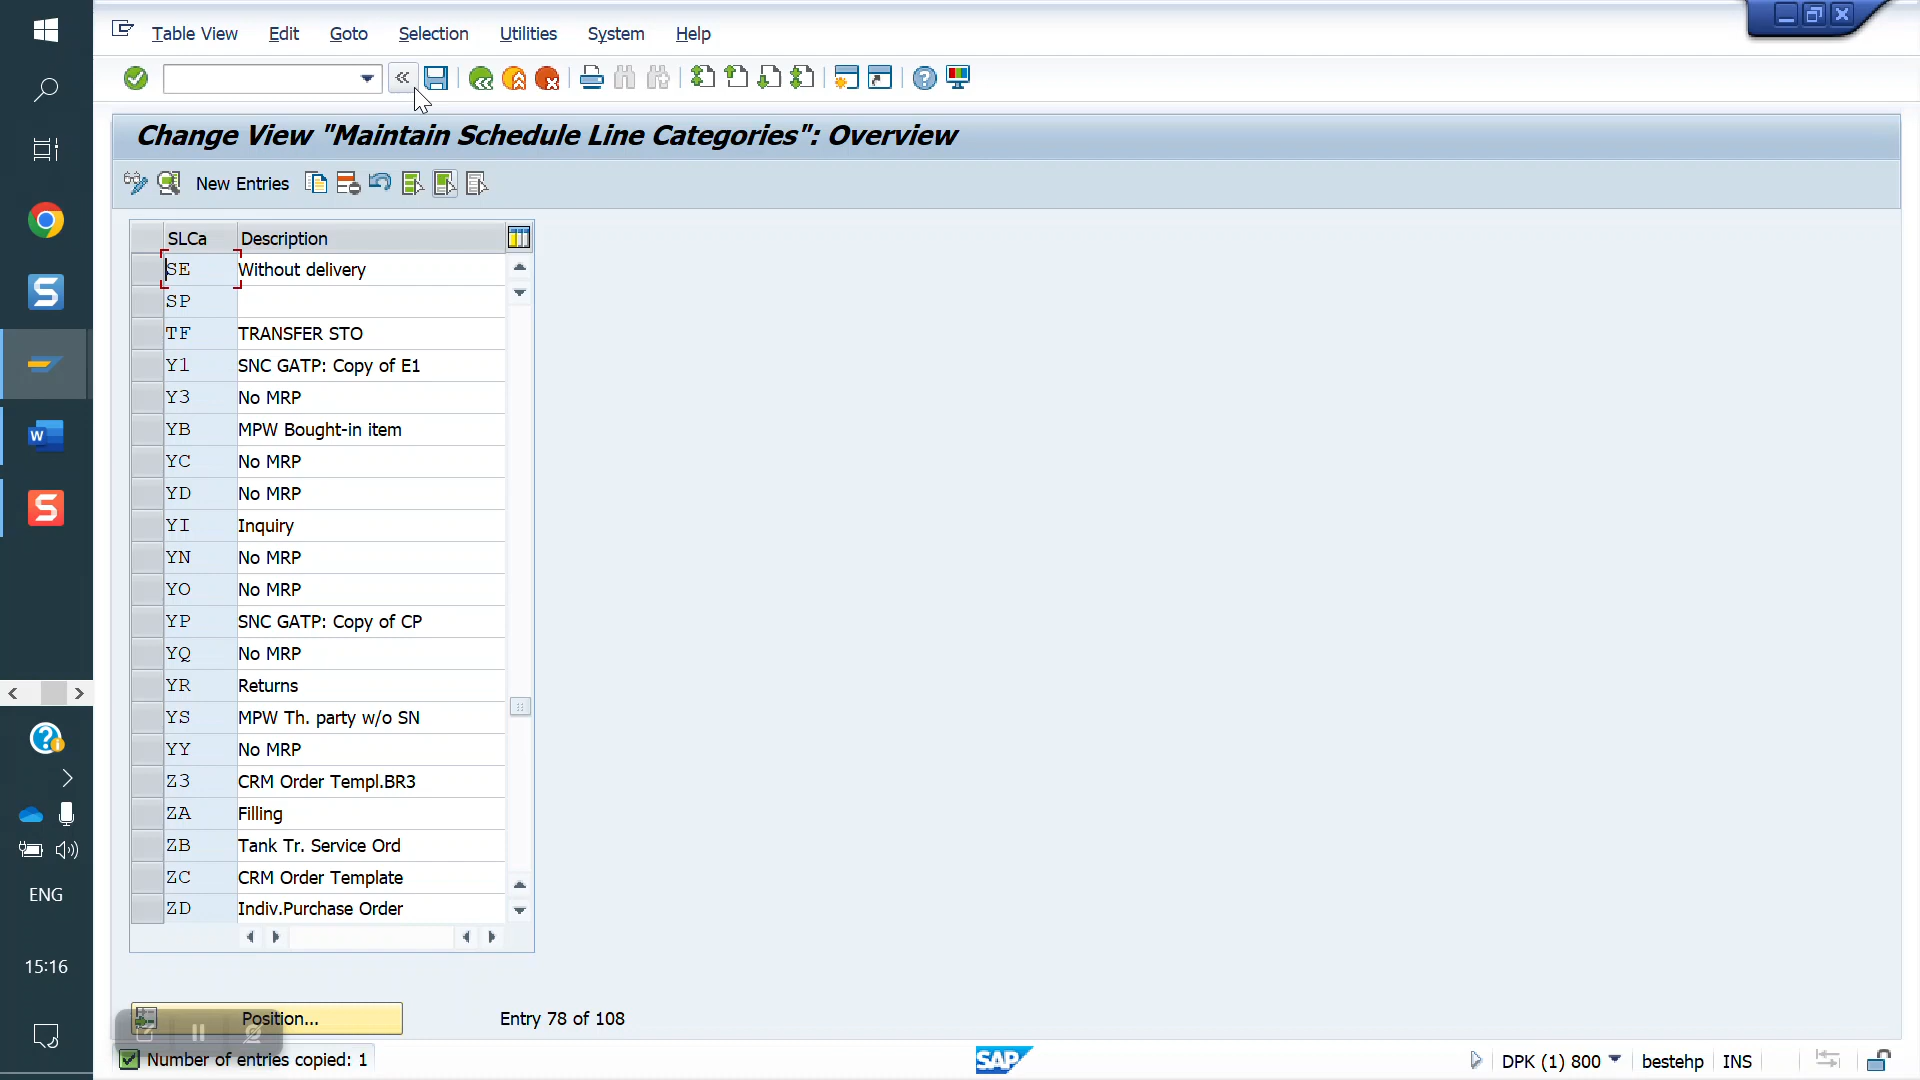 Table View Edit Goto Selection Utilities System Help
Change View "Maintain Schedule Line Categories": Overview
New Entries
SLCa Description
SE Without delivery
SP
TF TRANSFER STO
Y1 SNC GATP: Copy of E1
Y3 No MRP
YB MPW Bought-in item
YC No MRP
YD No MRP
YI Inquiry
YN No MRP
YO No MRP
YP SNC GATP: Copy of CP
YQ No MRP
YR Returns
YS MPW Th. party w/o SN
YY No MRP
Z3 CRM Order Templ.BR3
ZA Filling
ZB Tank Tr. Service Ord
ZC CRM Order Template
ZD Indiv.Purchase Order
Position... Entry 78 of 108
Number of entries copied: 1
SAP
DPK (1) 800 bestehp INS
ENG
15:16